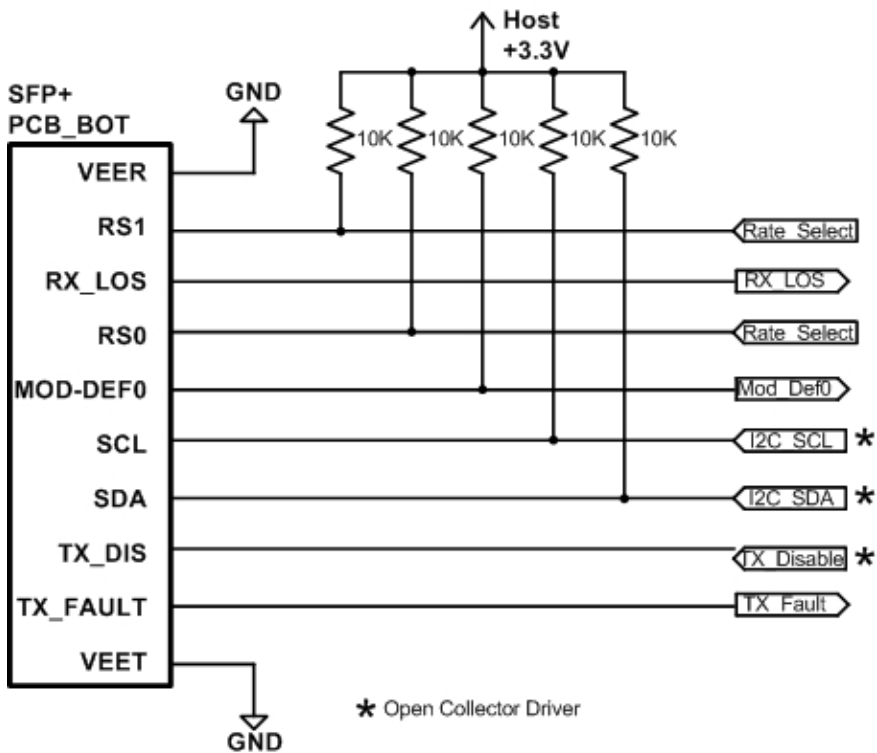 Host
+3.3V
SFP+
PCB_BOT
GND
10K 10K 10K 10K 10K
VEER
RS1 Rate_Select
RX_LOS RX_LOS
RS0 Rate_Select
MOD-DEF0 Mod_Def0
SCL I2C_SCL *
SDA I2C_SDA *
TX_DIS TX_Disable *
TX_FAULT TX_Fault
VEET
* Open Collector Driver
GND